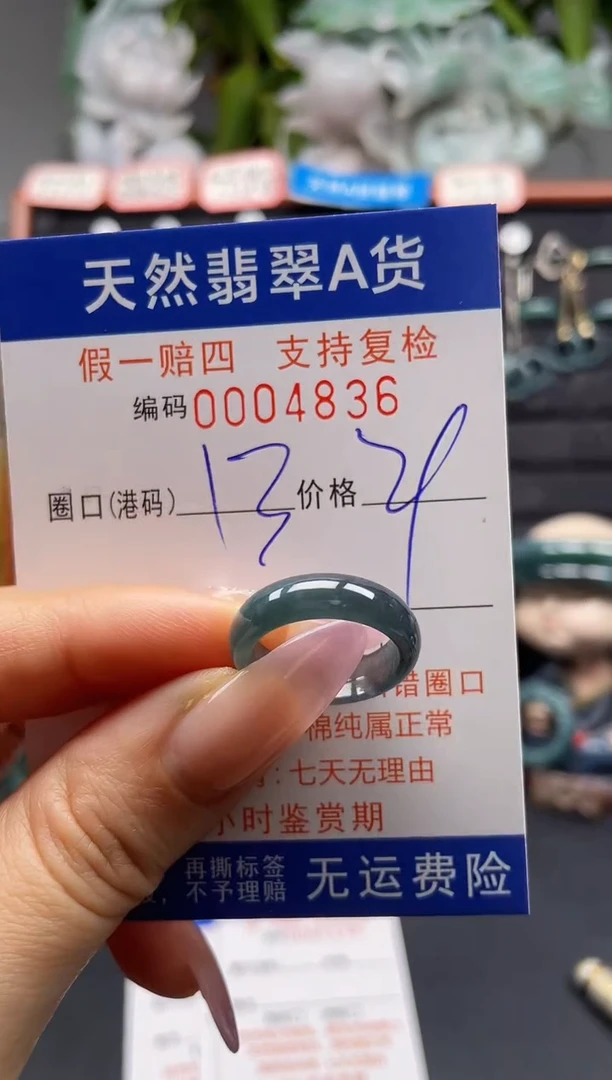 天然翡翠A货
假一赔四 支持复检
编码0004836
圈口(港码) 13 价格
错圈口
棉纯属正常
：七天无理由
小时鉴赏期
再撕标签
不予理赔
无运费险